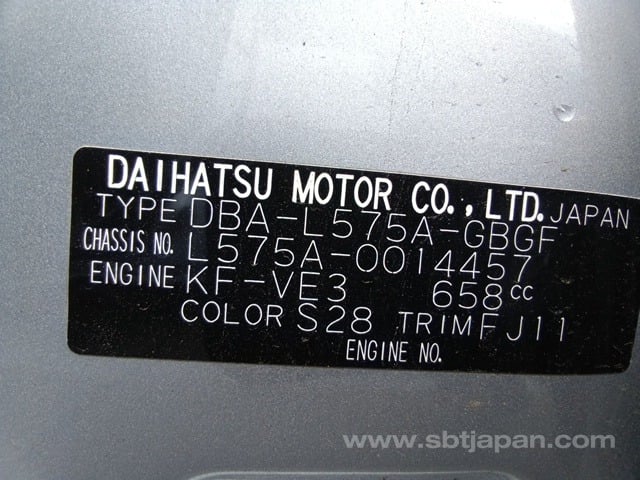 DAIHATSU MOTOR CO., LTD. JAPAN
TYPE DBA-L575A-GBGF
CHASSIS NO. L575A-0014457
ENGINE KF-VE3 658cc
COLOR S28 TRIM FJ11
ENGINE NO.
www.sbtjapan.com